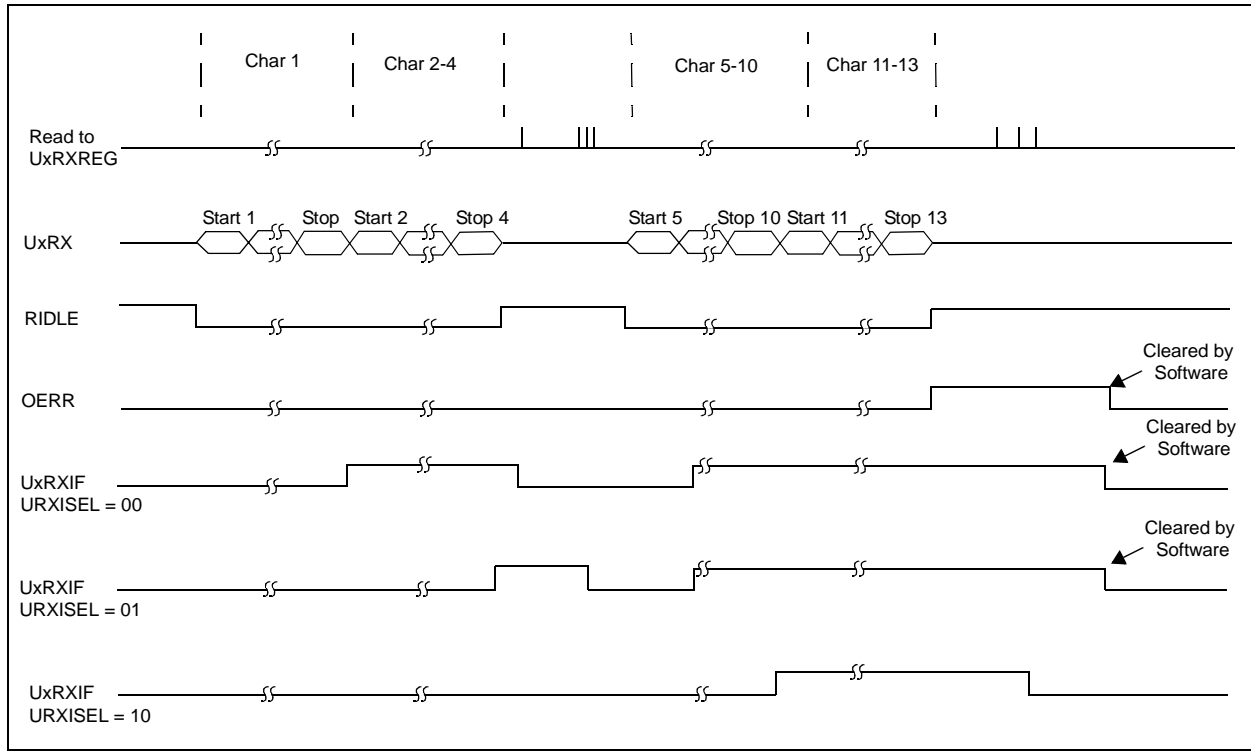 Char 1
Char 2-4
Char 5-10
Char 11-13
Read to
UxRXREG
Start 1
Stop
Start 2
Stop 4
Start 5
Stop 10
Start 11
Stop 13
UxRX
RIDLE
Cleared by
Software
OERR
Cleared by
Software
UxRXIF
URXISEL = 00
Cleared by
Software
UxRXIF
URXISEL = 01
UxRXIF
URXISEL = 10